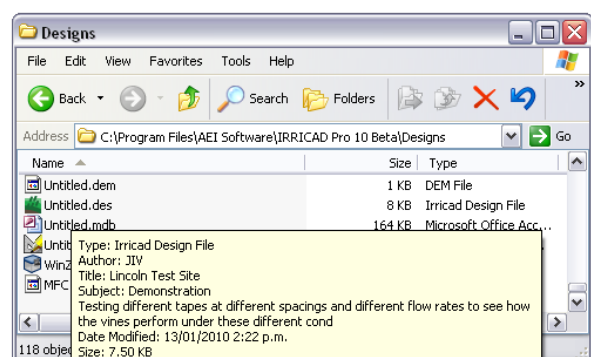 Designs
File Edit View Favorites Tools Help
Back Search Folders »
Address C:\Program Files\AEI Software\IRRICAD Pro 10 Beta\Designs Go
Name Size Type
Untitled.dem 1 KB DEM File
Untitled.des 8 KB Irricad Design File
Untitled.mdb 164 KB Microsoft Office Acc...
Type: Irricad Design File
Author: JIV
Title: Lincoln Test Site
Subject: Demonstration
Testing different tapes at different spacings and different flow rates to see how
the vines perform under these different cond
Date Modified: 13/01/2010 2:22 p.m.
Size: 7.50 KB
MFC
118